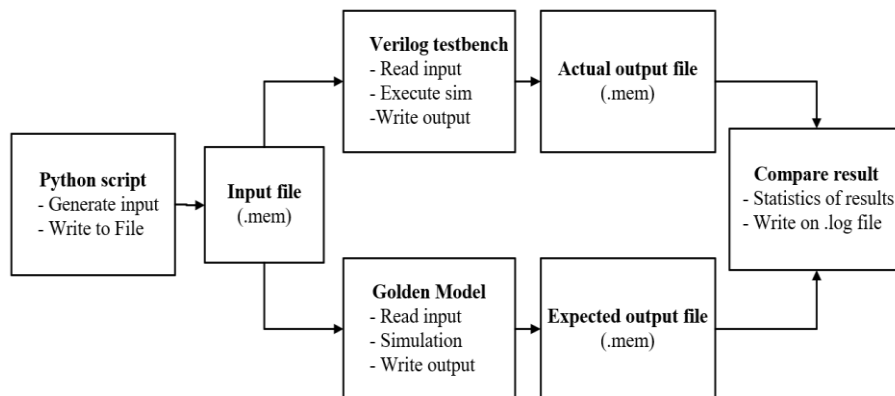 Python script
- Generate input
- Write to File
Input file
(.mem)
Verilog testbench
- Read input
- Execute sim
-Write output
Actual output file
(.mem)
Golden Model
- Read input
- Simulation
- Write output
Expected output file
(.mem)
Compare result
- Statistics of results
- Write on .log file